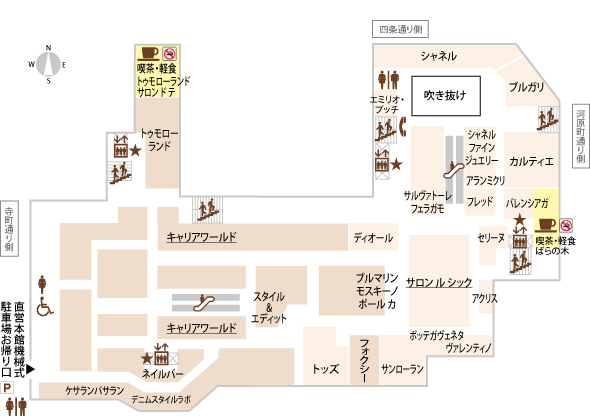 四条通り側
N
W
E
S
シャネル
喫茶・軽食
トゥモローランド
サロンドテ
ブルガリ
吹き抜け
エミリオ・
プッチ
河原町通り側
トゥモロー
ランド
シャネル
ファイン
ジュエリー
カルティエ
アランミクリ
サルヴァトーレ
フェラガモ
フレッド
バレンシアガ
寺町通り側
キャリアワールド
ディオール
セリーヌ
喫茶・軽食
ばらの木
ブルマリン
モスキーノ
ポール カ
サロン ル シック
スタイル
&
エディット
アクリス
キャリアワールド
直営本館機械式
駐車場お帰り口
P
ボッテガヴェネタ
ヴァレンティノ
フォクシー
トッズ
サンローラン
ネイルバー
ケサランパサラン
デニムスタイルラボ